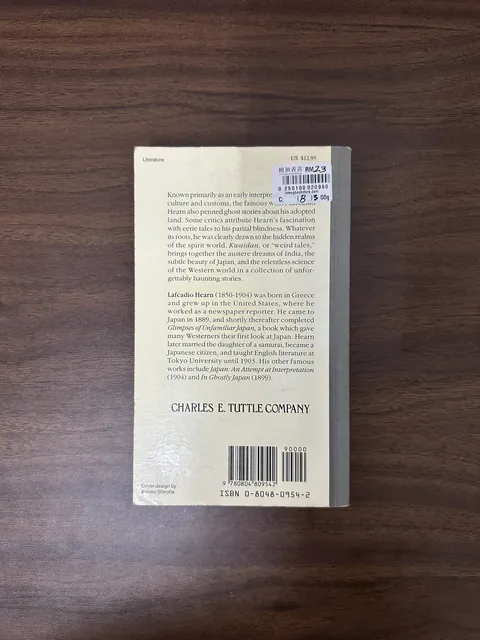 Literature
US $12.95
RM23
0 250100 020990
C: (B) $.00g
Known primarily as an early interpre
culture and customs, the famous w
Hearn also penned ghost stories about his adopted
land. Some critics attribute Hearn's fascination
with eerie tales to his partial blindness. Whatever
its roots, he was clearly drawn to the hidden realms
of the spirit world. Kwaidan, or "weird tales,"
brings together the austere dreams of India, the
subtle beauty of Japan, and the relentless science
of the Western world in a collection of unfor-
gettably haunting stories.
Lafcadio Hearn (1850-1904) was born in Greece
and grew up in the United States, where he
worked as a newspaper reporter. He came to
Japan in 1889, and shortly thereafter completed
Glimpses of Unfamiliar Japan, a book which gave
many Westerners their first look at Japan. Hearn
later married the daughter of a samurai, became a
Japanese citizen, and taught English literature at
Tokyo University until 1903. His other famous
works include Japan: An Attempt at Interpretation
(1904) and In Ghostly Japan (1899).
CHARLES E. TUTTLE COMPANY
90000
9 780804 809542
ISBN 0-8048-0954-2
Cover design by